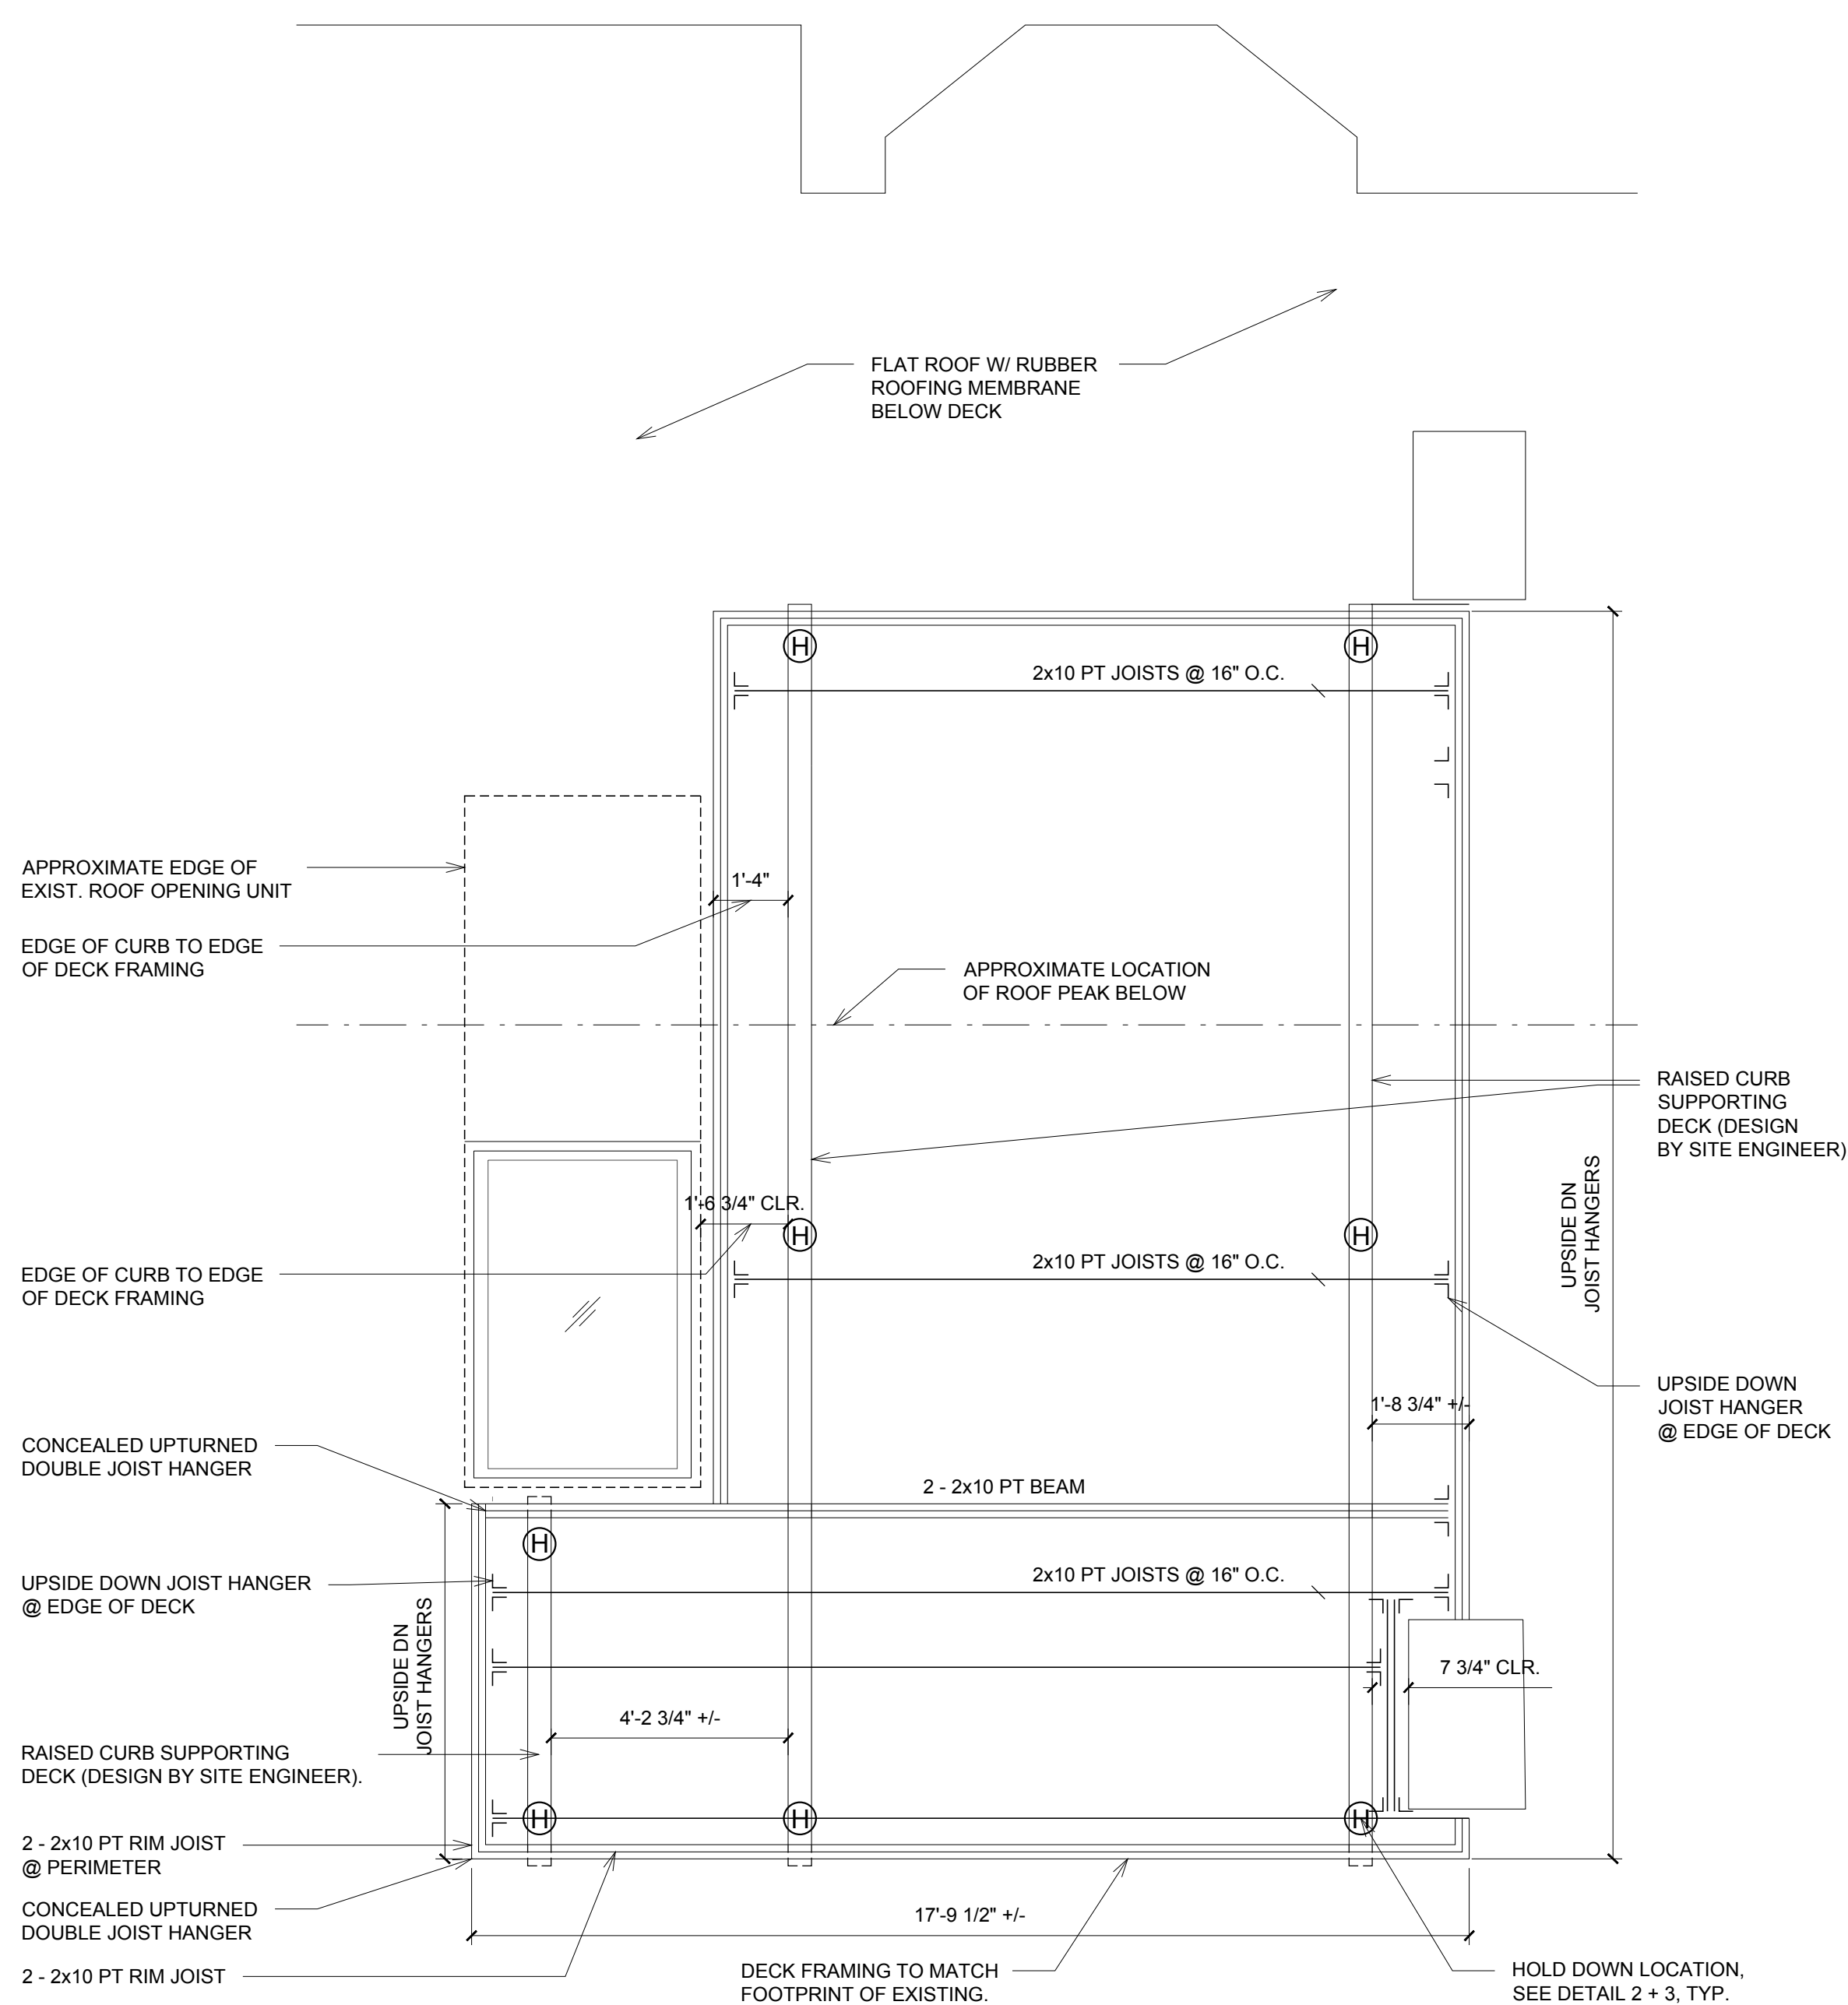 FLAT ROOF W/ RUBBER
ROOFING MEMBRANE
BELOW DECK
H
H
2x10 PT JOISTS @ 16" O.C.
APPROXIMATE EDGE OF
EXIST. ROOF OPENING UNIT
1'-4"
EDGE OF CURB TO EDGE
OF DECK FRAMING
APPROXIMATE LOCATION
OF ROOF PEAK BELOW
RAISED CURB
SUPPORTING
DECK (DESIGN
BY SITE ENGINEER)
UPSIDE DN
JOIST HANGERS
1'-6 3/4" CLR.
H
H
2x10 PT JOISTS @ 16" O.C.
EDGE OF CURB TO EDGE
OF DECK FRAMING
UPSIDE DOWN
JOIST HANGER
@ EDGE OF DECK
1'-8 3/4" +/-
CONCEALED UPTURNED
DOUBLE JOIST HANGER
2 - 2x10 PT BEAM
H
2x10 PT JOISTS @ 16" O.C.
UPSIDE DOWN JOIST HANGER
@ EDGE OF DECK
UPSIDE DN
JOIST HANGERS
7 3/4" CLR.
4'-2 3/4" +/-
RAISED CURB SUPPORTING
DECK (DESIGN BY SITE ENGINEER).
H
H
H
2 - 2x10 PT RIM JOIST
@ PERIMETER
CONCEALED UPTURNED
DOUBLE JOIST HANGER
17'-9 1/2" +/-
2 - 2x10 PT RIM JOIST
DECK FRAMING TO MATCH
FOOTPRINT OF EXISTING.
HOLD DOWN LOCATION,
SEE DETAIL 2 + 3, TYP.